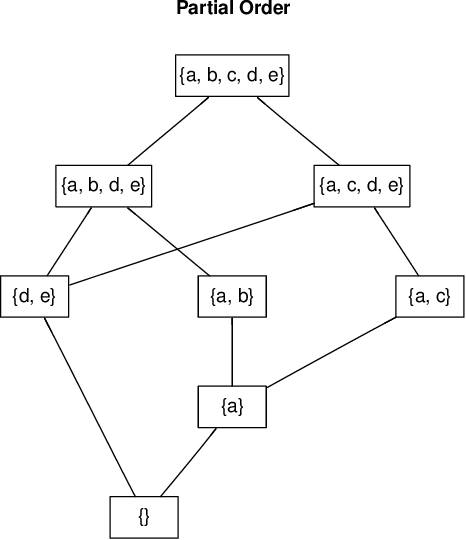 Partial Order
{a, b, c, d, e}
{a, b, d, e}
{a, c, d, e}
{d, e}
{a, b}
{a, c}
{a}
{}